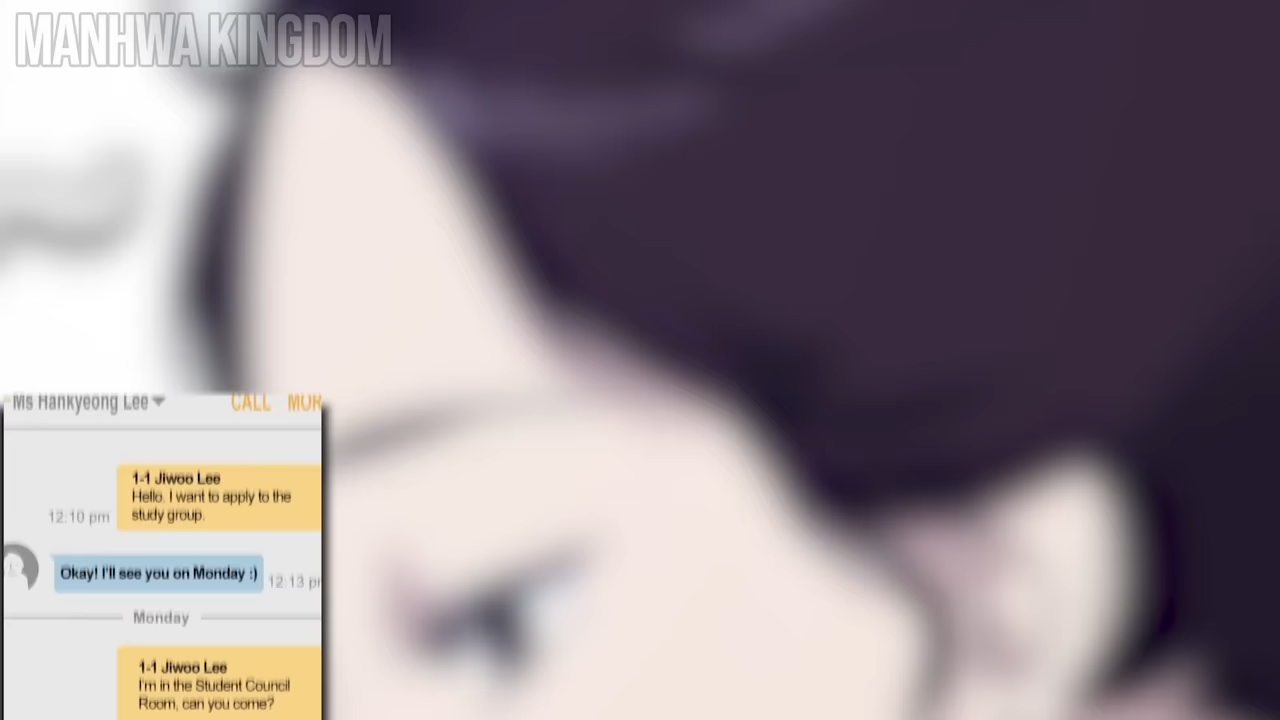 MANHWA KINGDOM
Ms Hankyeong Lee
CALL
1-1 Jiwoo Lee
Hello. I want to apply to the
study group.
12:10 pm
Okay! I'll see you on Monday :)
12:13
Monday
1-1 Jiwoo Lee
I'm in the Student Council
Room, can you come?